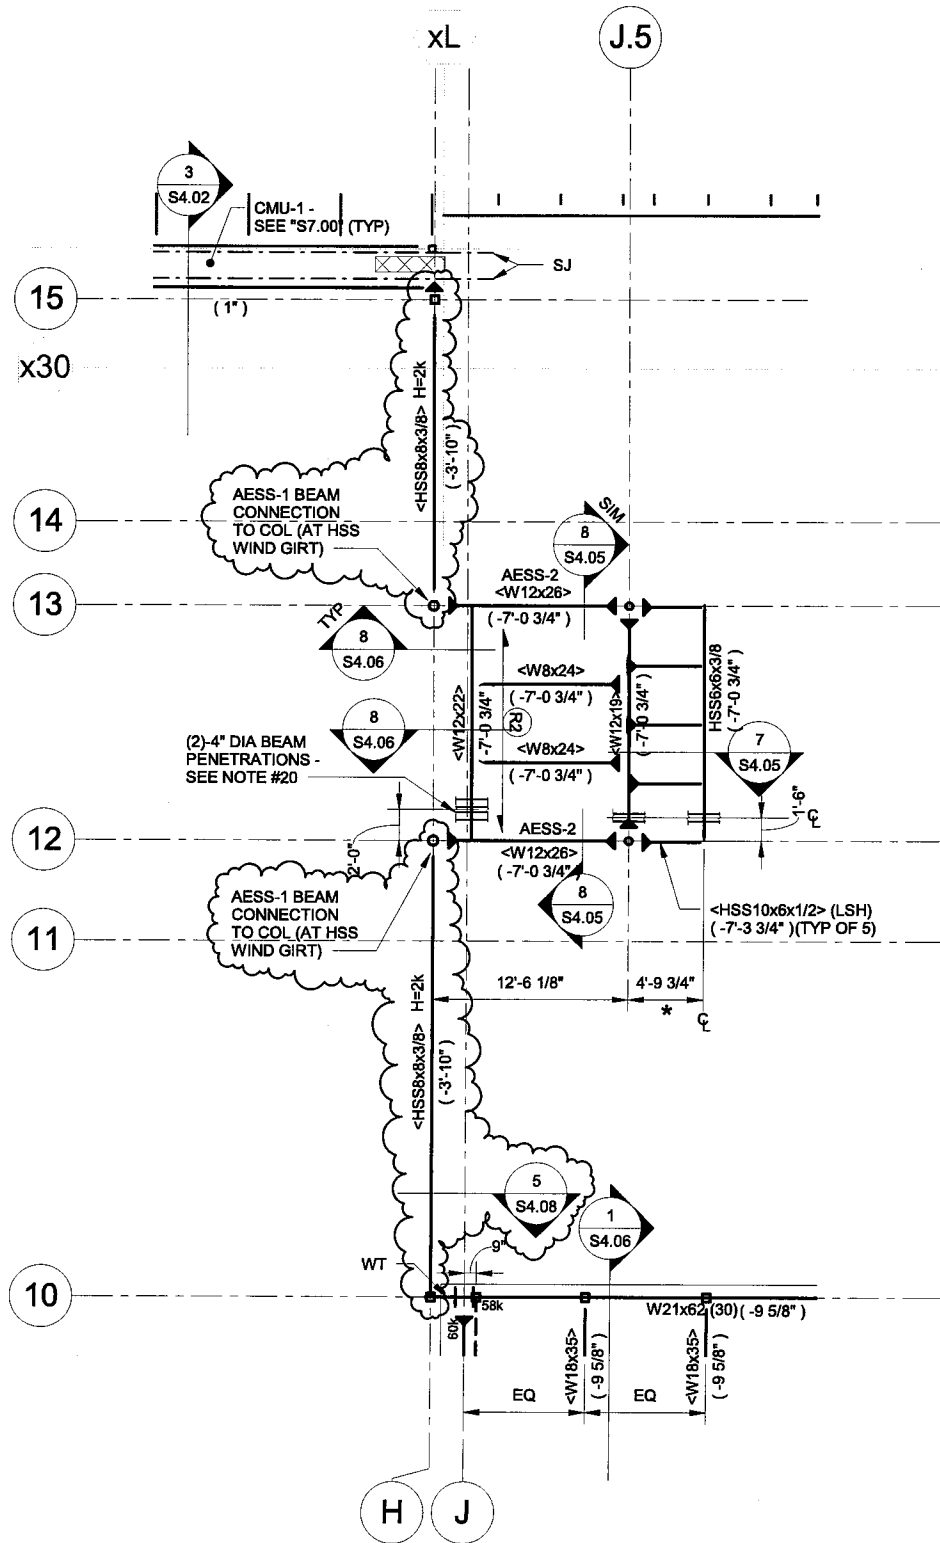 xL
J.5
3
S4.02
CMU-1 -
SEE "S7.00" (TYP)
SJ
15
( 1" )
x30
<HSS8x8x3/8> H=2k
(-3'-10")
AESS-1 BEAM
CONNECTION
TO COL (AT HSS
WIND GIRT)
14
SIM
8
S4.05
13
AESS-2
<W12x26>
( -7'-0 3/4" )
TYP
8
S4.06
<W8x24>
( -7'-0 3/4" )
<W12x22>
-7'-0 3/4"
R2
<W12x19>
(-7'-0 3/4")
HSS6x6x3/8
( -7'-0 3/4" )
8
S4.06
<W8x24>
( -7'-0 3/4" )
7
S4.05
(2)-4" DIA BEAM
PENETRATIONS -
SEE NOTE #20
1'-6"
CL
12
2'-0"
AESS-2
<W12x26>
(-7'-0 3/4")
8
S4.05
AESS-1 BEAM
CONNECTION
TO COL (AT HSS
WIND GIRT)
<HSS10x6x1/2> (LSH)
( -7'-3 3/4" )(TYP OF 5)
11
12'-6 1/8"
4'-9 3/4"
*
CL
<HSS8x8x3/8> H=2k
( -3'-10")
5
S4.08
1
S4.06
9"
WT
10
58k
60k
W21x62 (30)( -9 5/8" )
<W18x35>
( -9 5/8" )
<W18x35>
( -9 5/8" )
EQ
EQ
H
J